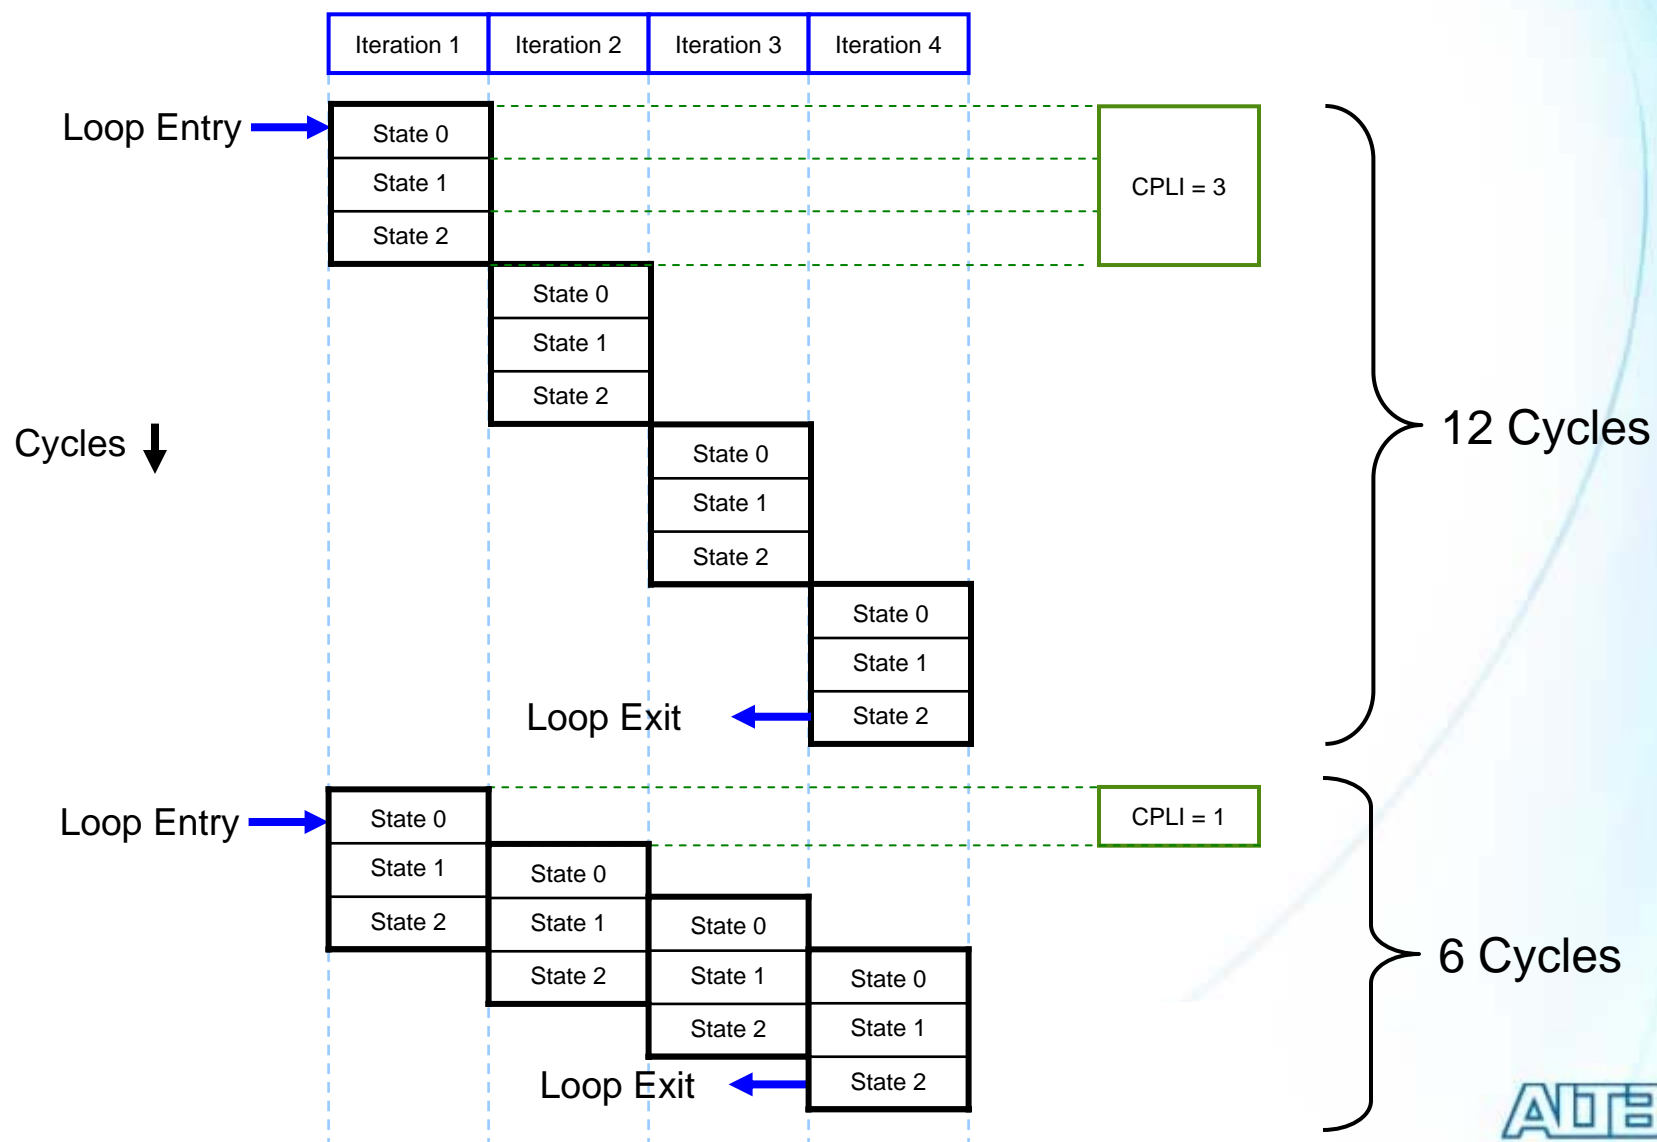 Iteration 1 Iteration 2 Iteration 3 Iteration 4
Loop Entry
State 0
State 1
State 2
CPLI = 3
State 0
State 1
State 2
Cycles
12 Cycles
State 0
State 1
State 2
State 0
State 1
Loop Exit State 2
Loop Entry State 0 CPLI = 1
State 1 State 0
State 2 State 1 State 0
State 2 State 1 State 0
6 Cycles
State 2 State 1
Loop Exit State 2